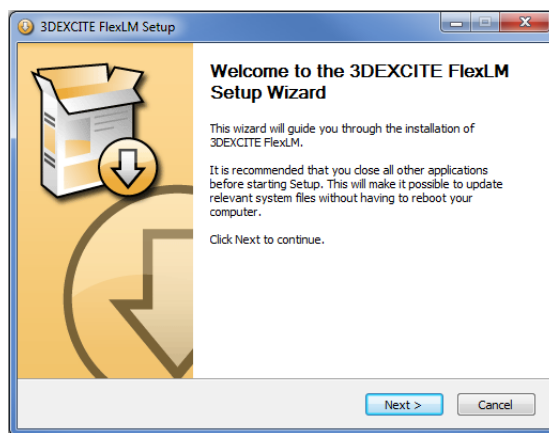 3DEXCITE FlexLM Setup
Welcome to the 3DEXCITE FlexLM
Setup Wizard
This wizard will guide you through the installation of
3DEXCITE FlexLM.
It is recommended that you close all other applications
before starting Setup. This will make it possible to update
relevant system files without having to reboot your
computer.
Click Next to continue.
Next >
Cancel